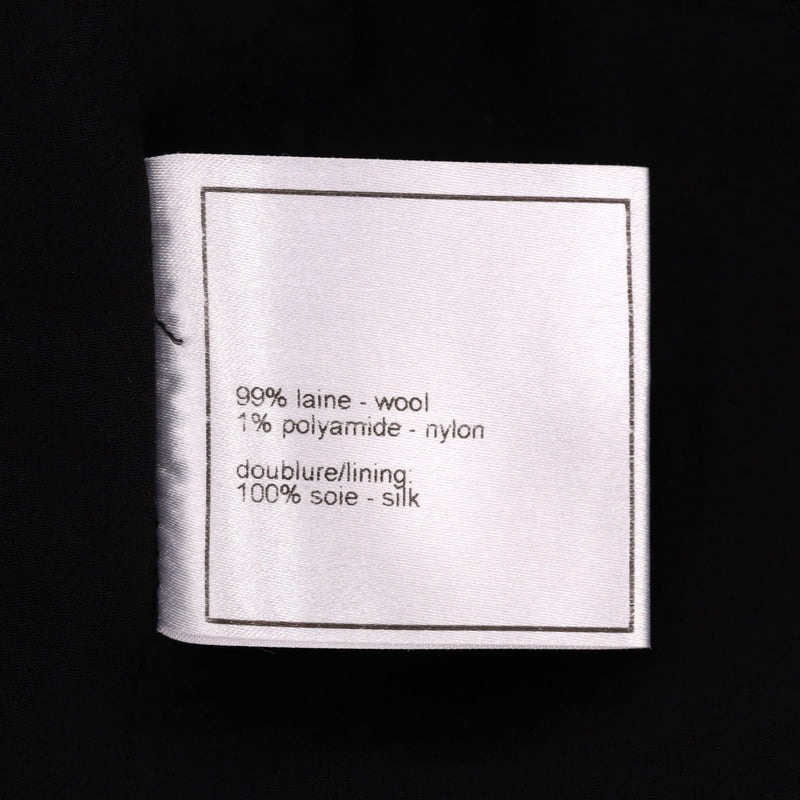 99% laine - wool
1% polyamide - nylon
doublure/lining:
100% soie - silk